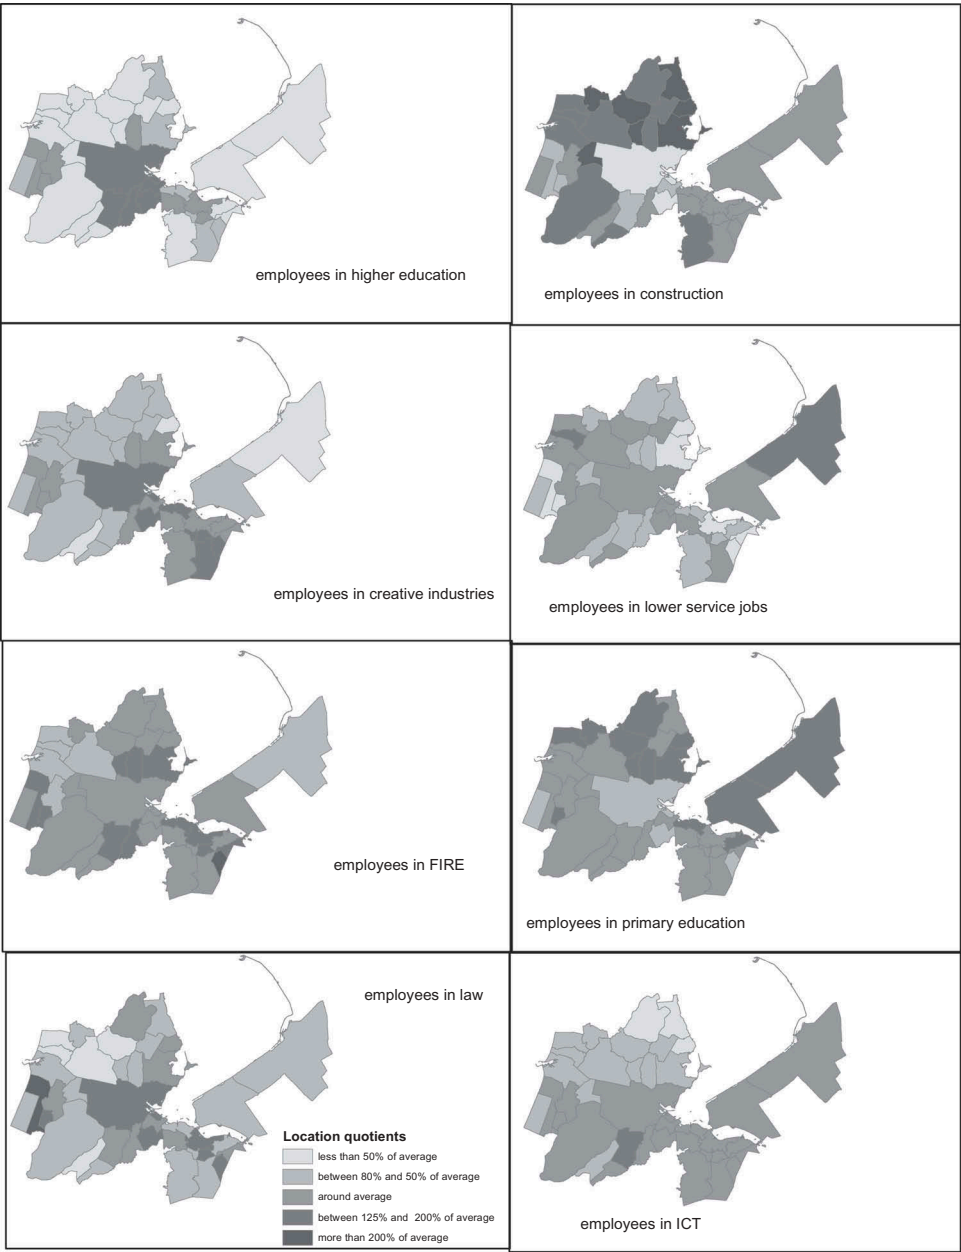 employees in higher education
employees in construction
employees in creative industries
employees in lower service jobs
employees in FIRE
employees in primary education
employees in law
Location quotients
less than 50% of average
between 80% and 50% of average
around average
between 125% and 200% of average
more than 200% of average
employees in ICT